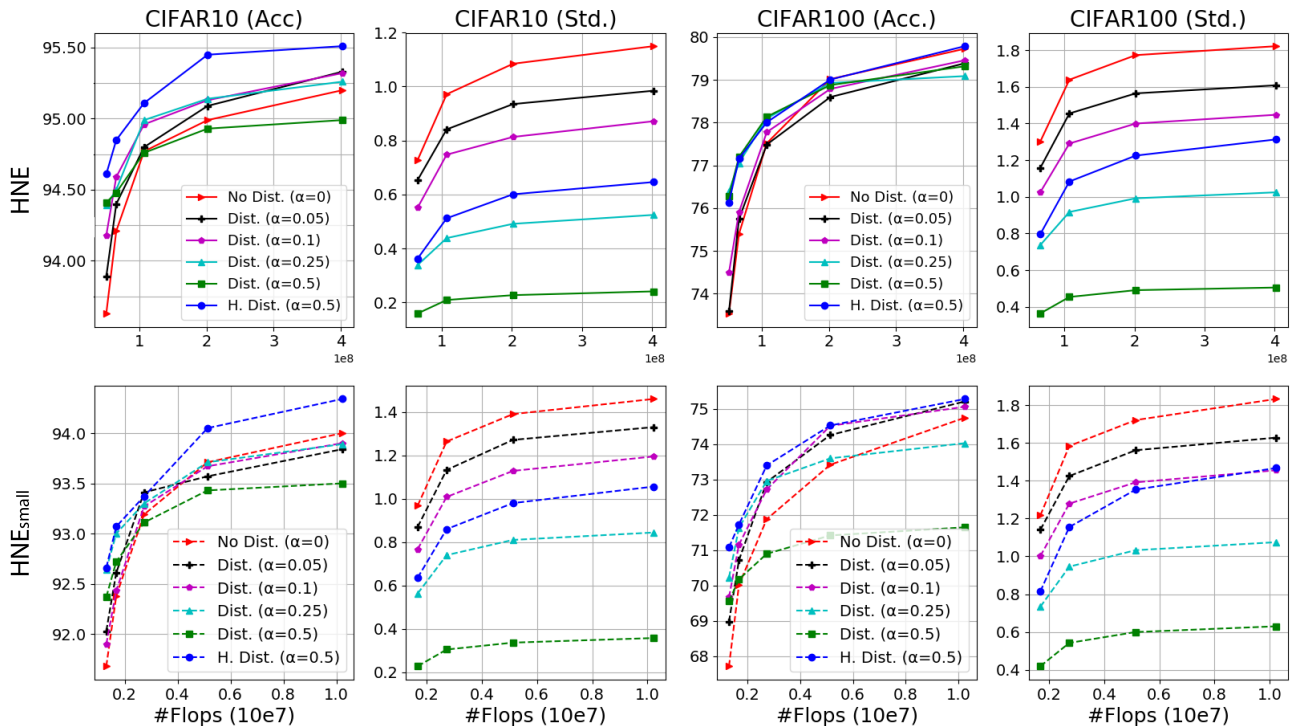 CIFAR10 (Acc)
CIFAR10 (Std.)
CIFAR100 (Acc.)
CIFAR100 (Std.)
HNE
95.50
95.00
94.50
94.00
1 2 3 4
1e8
No Dist. (α=0)
Dist. (α=0.05)
Dist. (α=0.1)
Dist. (α=0.25)
Dist. (α=0.5)
H. Dist. (α=0.5)
1.2
1.0
0.8
0.6
0.4
0.2
1 2 3 4
1e8
80
79
78
77
76
75
74
1 2 3 4
1e8
No Dist. (α=0)
Dist. (α=0.05)
Dist. (α=0.1)
Dist. (α=0.25)
Dist. (α=0.5)
H. Dist. (α=0.5)
1.8
1.6
1.4
1.2
1.0
0.8
0.6
0.4
1 2 3 4
1e8
HNEsmall
94.0
93.5
93.0
92.5
92.0
0.2 0.4 0.6 0.8 1.0
#Flops (10e7)
No Dist. (α=0)
Dist. (α=0.05)
Dist. (α=0.1)
Dist. (α=0.25)
Dist. (α=0.5)
H. Dist. (α=0.5)
1.4
1.2
1.0
0.8
0.6
0.4
0.2
0.2 0.4 0.6 0.8 1.0
#Flops (10e7)
75
74
73
72
71
70
69
68
0.2 0.4 0.6 0.8 1.0
#Flops (10e7)
No Dist. (α=0)
Dist. (α=0.05)
Dist. (α=0.1)
Dist. (α=0.25)
Dist. (α=0.5)
H. Dist. (α=0.5)
1.8
1.6
1.4
1.2
1.0
0.8
0.6
0.4
0.2 0.4 0.6 0.8 1.0
#Flops (10e7)